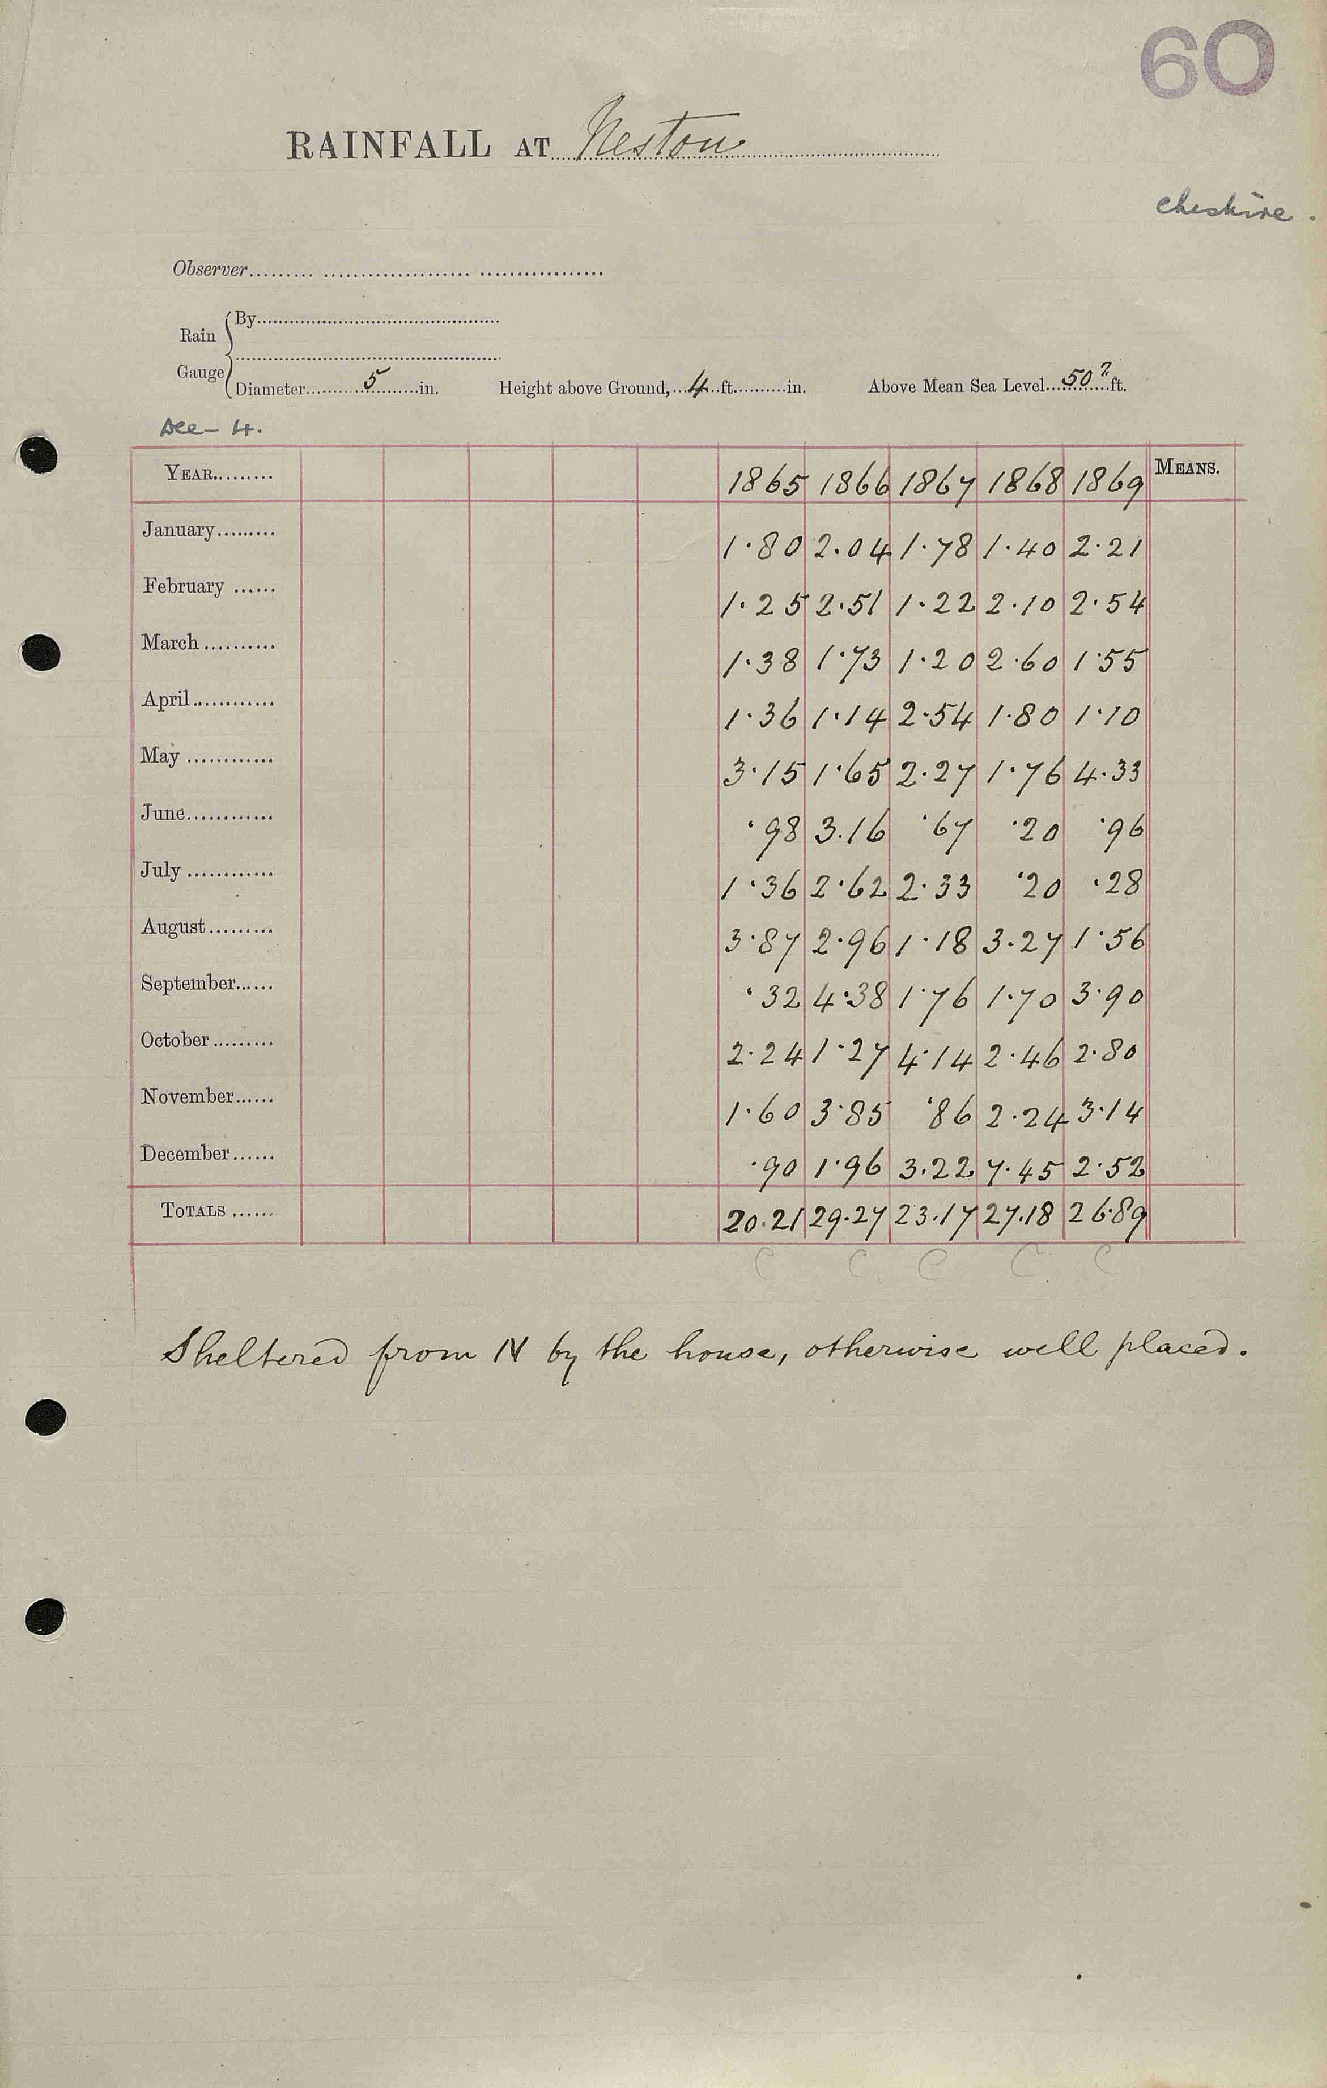 60
RAINFALL AT Neston
Cheshire.
Observer
Rain Gauge
By
Diameter 5 in. Height above Ground, 4 ft. in. Above Mean Sea Level 50? ft.
Dec - 4.
YEAR 1865 1866 1867 1868 1869 MEANS.
January 1.80 2.04 1.78 1.40 2.21
February 1.25 2.51 1.22 2.10 2.54
March 1.38 1.73 1.20 2.60 1.55
April 1.36 1.14 2.54 1.80 1.10
May 3.15 1.65 2.27 1.76 4.33
June .98 3.16 .67 .20 .96
July 1.36 2.62 2.33 .20 .28
August 3.87 2.96 1.18 3.27 1.56
September .32 4.38 1.76 1.70 3.90
October 2.24 1.27 4.14 2.46 2.80
November 1.60 3.85 .86 2.24 3.14
December .90 1.96 3.22 7.45 2.52
TOTALS 20.21 29.27 23.17 27.18 26.89
C C C C C
Sheltered from N by the house, otherwise well placed.